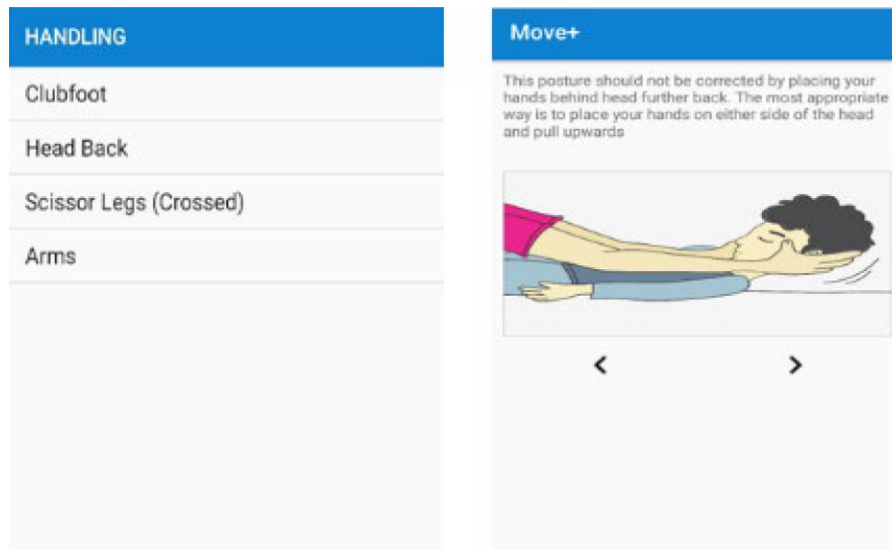 HANDLING
Clubfoot
Head Back
Scissor Legs (Crossed)
Arms
Move+
This posture should not be corrected by placing your
hands behind head further back. The most appropriate
way is to place your hands on either side of the head
and pull upwards